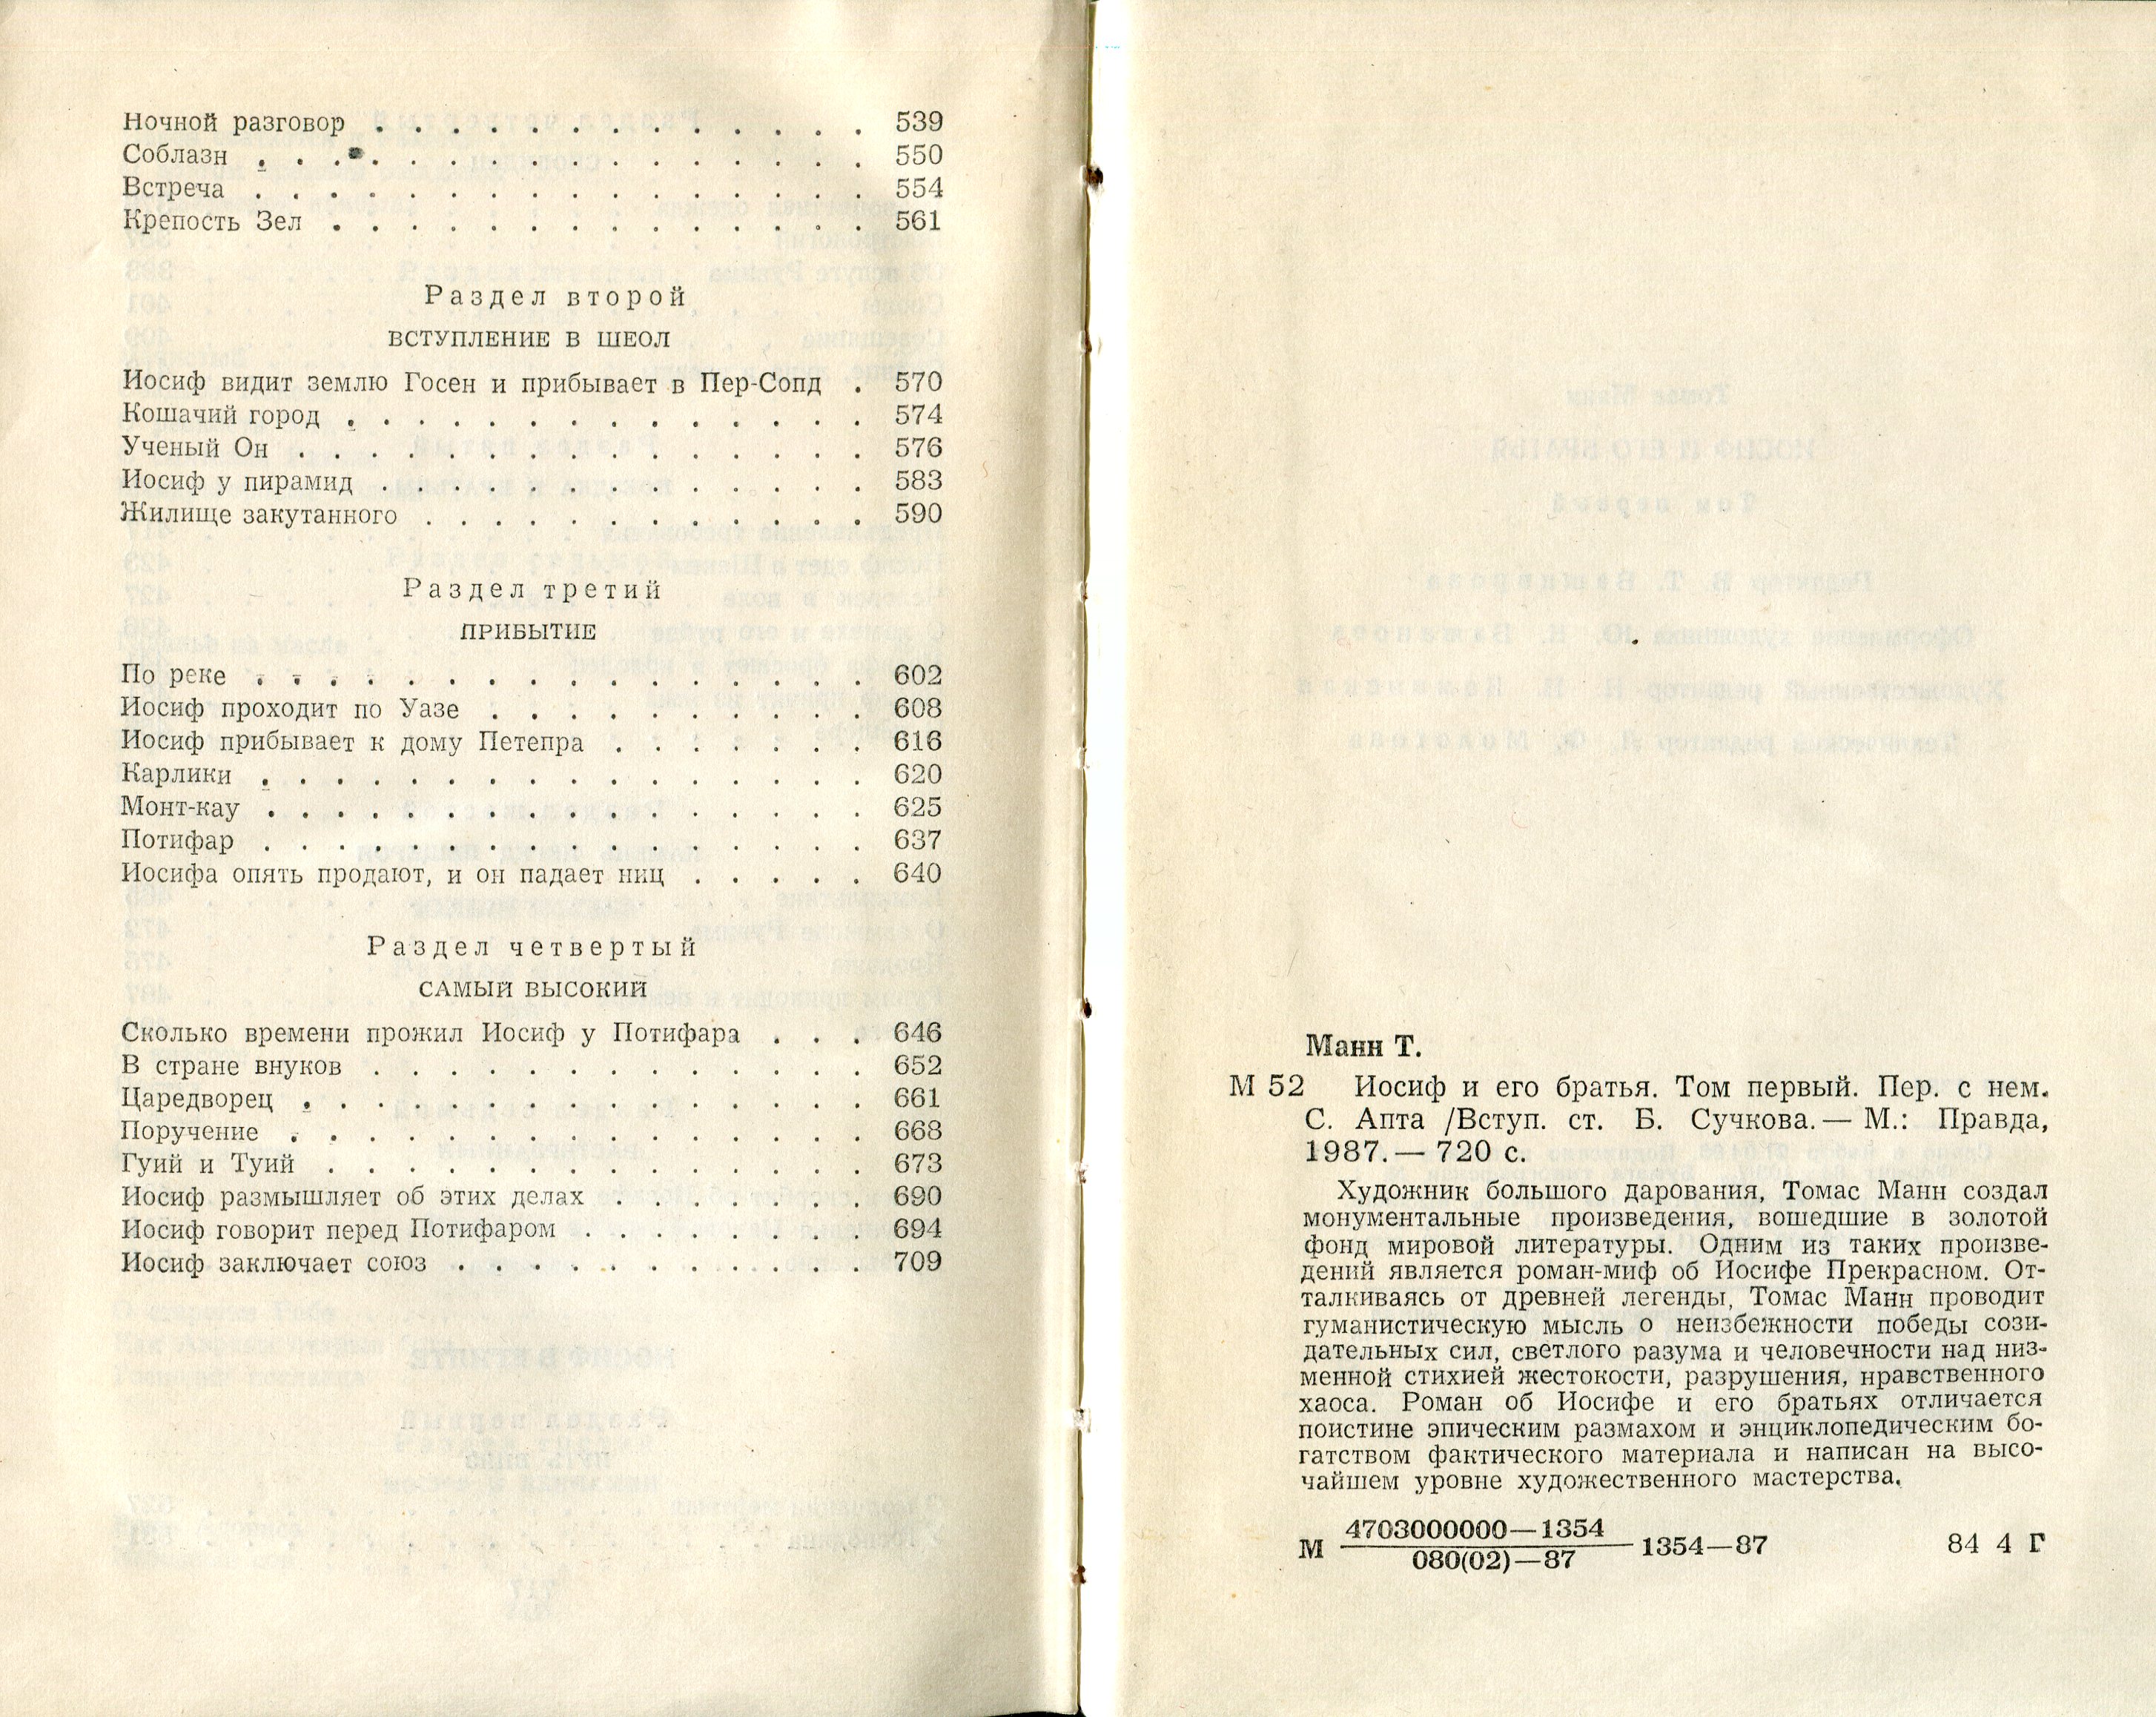 Ночной разговор . . . . . . . . . . . . . 539
Соблазн . . . . . . . . . . . . . . . . 550
Встреча . . . . . . . . . . . . . . . . 554
Крепость Зел . . . . . . . . . . . . . . 561
Раздел второй
ВСТУПЛЕНИЕ В ШЕОЛ
Иосиф видит землю Госен и прибывает в Пер-Сопд . 570
Кошачий город . . . . . . . . . . . . . . 574
Ученый Он . . . . . . . . . . . . . . . 576
Иосиф у пирамид . . . . . . . . . . . . . 583
Жилище закутанного . . . . . . . . . . . . 590
Раздел третий
ПРИБЫТИЕ
По реке . . . . . . . . . . . . . . . . 602
Иосиф проходит по Уазе . . . . . . . . . . 608
Иосиф прибывает к дому Петепра . . . . . . . 616
Карлики . . . . . . . . . . . . . . . . 620
Монт-кау . . . . . . . . . . . . . . . . 625
Потифар . . . . . . . . . . . . . . . . 637
Иосифа опять продают, и он падает ниц . . . . . 640
Раздел четвертый
САМЫЙ ВЫСОКИЙ
Сколько времени прожил Иосиф у Потифара . . . 646
В стране внуков . . . . . . . . . . . . . 652
Царедворец . . . . . . . . . . . . . . . 661
Поручение . . . . . . . . . . . . . . . 668
Гуий и Туий . . . . . . . . . . . . . . 673
Иосиф размышляет об этих делах . . . . . . . 690
Иосиф говорит перед Потифаром . . . . . . . . 694
Иосиф заключает союз . . . . . . . . . . . 709
Манн Т.
М 52 Иосиф и его братья. Том первый. Пер. с нем.
С. Апта /Вступ. ст. Б. Сучкова.— М.: Правда,
1987.— 720 с.
Художник большого дарования, Томас Манн создал
монументальные произведения, вошедшие в золотой
фонд мировой литературы. Одним из таких произве-
дений является роман-миф об Иосифе Прекрасном. От-
талкиваясь от древней легенды, Томас Манн проводит
гуманистическую мысль о неизбежности победы сози-
дательных сил, светлого разума и человечности над низ-
менной стихией жестокости, разрушения, нравственного
хаоса. Роман об Иосифе и его братьях отличается
поистине эпическим размахом и энциклопедическим бо-
гатством фактического материала и написан на высо-
чайшем уровне художественного мастерства.
4703000000—1354
М 1354—87 84 4 Г
080(02)—87